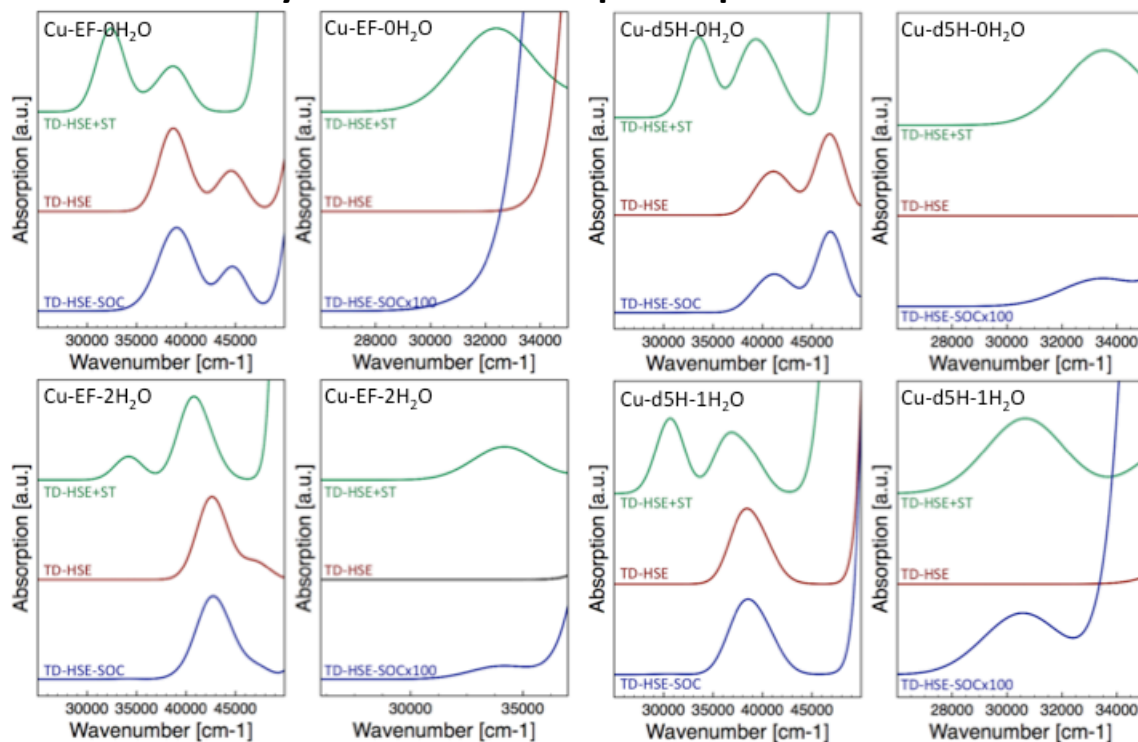 Cu-EF-0H₂O
Absorption [a.u.]
TD-HSE+ST
TD-HSE
TD-HSE-SOC
30000 35000 40000 45000
Wavenumber [cm-1]
Cu-EF-0H₂O
Absorption [a.u.]
TD-HSE+ST
TD-HSE
TD-HSE-SOCx100
28000 30000 32000 34000
Wavenumber [cm-1]
Cu-d5H-0H₂O
Absorption [a.u.]
TD-HSE+ST
TD-HSE
TD-HSE-SOC
30000 35000 40000 45000
Wavenumber [cm-1]
Cu-d5H-0H₂O
Absorption [a.u.]
TD-HSE+ST
TD-HSE
TD-HSE-SOCx100
28000 30000 32000 34000
Wavenumber [cm-1]
Cu-EF-2H₂O
Absorption [a.u.]
TD-HSE+ST
TD-HSE
TD-HSE-SOC
30000 35000 40000 45000
Wavenumber [cm-1]
Cu-EF-2H₂O
Absorption [a.u.]
TD-HSE+ST
TD-HSE
TD-HSE-SOCx100
30000 35000
Wavenumber [cm-1]
Cu-d5H-1H₂O
Absorption [a.u.]
TD-HSE+ST
TD-HSE
TD-HSE-SOC
30000 35000 40000 45000
Wavenumber [cm-1]
Cu-d5H-1H₂O
Absorption [a.u.]
TD-HSE+ST
TD-HSE
TD-HSE-SOCx100
28000 30000 32000 34000
Wavenumber [cm-1]